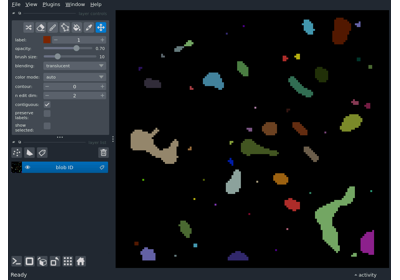 File View Plugins Window Help
label: 1
opacity: 0.70
brush size: 10
blending: translucent
color mode: auto
contour: 0
n edit dim: 2
contiguous:
preserve
labels:
show
selected:
blob ID
Ready
activity